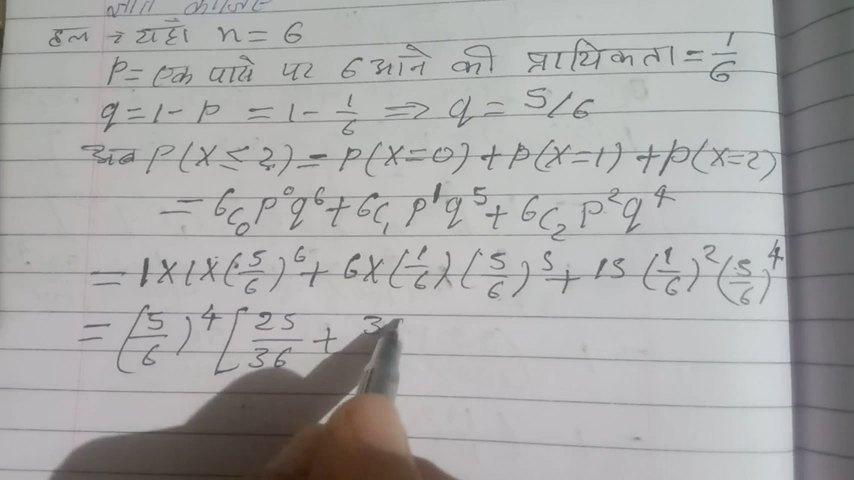 हल → यहाँ n = 6
P = एक पासे पर 6 आने की प्रायिकता = 1/6
q = 1 - P = 1 - 1/6 => q = 5/6
अब P(X ≤ 2) = P(X=0) + P(X=1) + P(X=2)
= 6C₀ P⁰ q⁶ + 6C₁ P¹ q⁵ + 6C₂ P² q⁴
= 1 × 1 × (5/6)⁶ + 6 × (1/6) (5/6)⁵ + 15 (1/6)² (5/6)⁴
= (5/6)⁴ [25/36 + 3